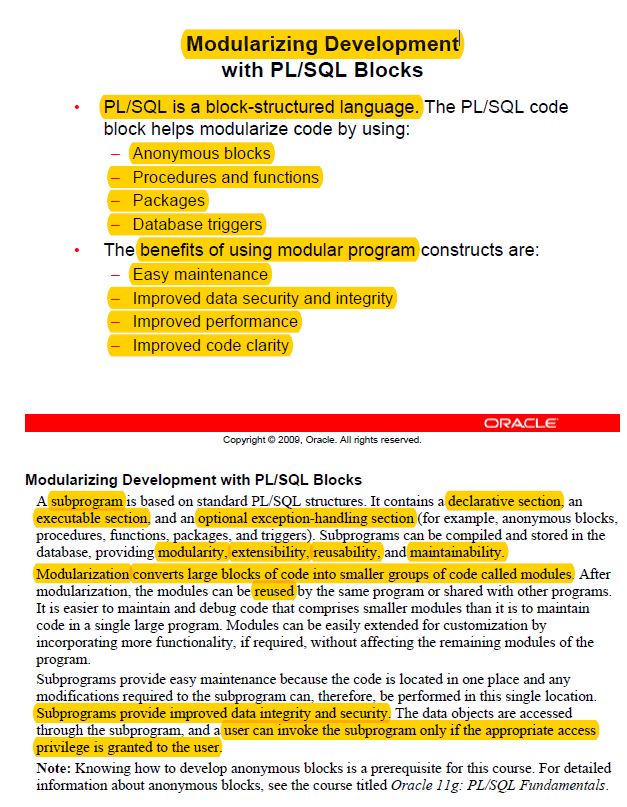 Modularizing Development
with PL/SQL Blocks
• PL/SQL is a block-structured language. The PL/SQL code
block helps modularize code by using:
– Anonymous blocks
– Procedures and functions
– Packages
– Database triggers
• The benefits of using modular program constructs are:
– Easy maintenance
– Improved data security and integrity
– Improved performance
– Improved code clarity
ORACLE
Copyright © 2009, Oracle. All rights reserved.
Modularizing Development with PL/SQL Blocks
A subprogram is based on standard PL/SQL structures. It contains a declarative section, an
executable section, and an optional exception-handling section (for example, anonymous blocks,
procedures, functions, packages, and triggers). Subprograms can be compiled and stored in the
database, providing modularity, extensibility, reusability, and maintainability.
Modularization converts large blocks of code into smaller groups of code called modules. After
modularization, the modules can be reused by the same program or shared with other programs.
It is easier to maintain and debug code that comprises smaller modules than it is to maintain
code in a single large program. Modules can be easily extended for customization by
incorporating more functionality, if required, without affecting the remaining modules of the
program.
Subprograms provide easy maintenance because the code is located in one place and any
modifications required to the subprogram can, therefore, be performed in this single location.
Subprograms provide improved data integrity and security. The data objects are accessed
through the subprogram, and a user can invoke the subprogram only if the appropriate access
privilege is granted to the user.
Note: Knowing how to develop anonymous blocks is a prerequisite for this course. For detailed
information about anonymous blocks, see the course titled Oracle 11g: PL/SQL Fundamentals.